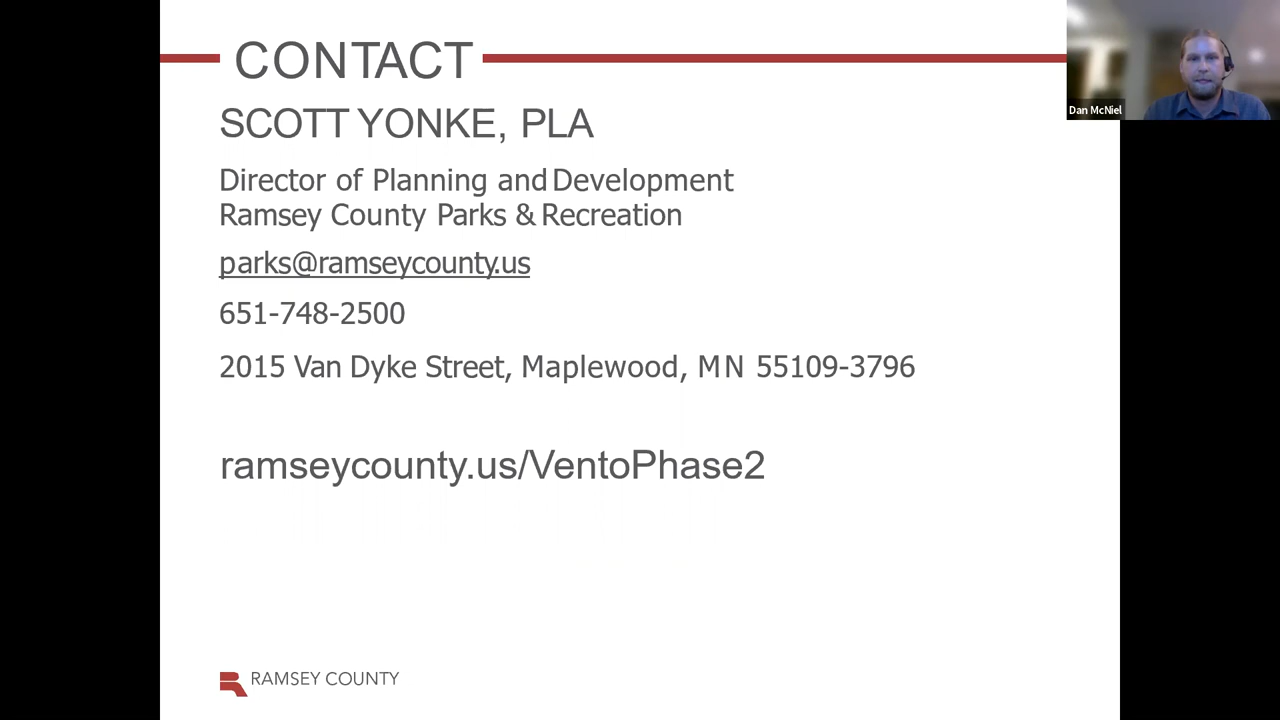 CONTACT
SCOTT YONKE, PLA
Director of Planning and Development
Ramsey County Parks & Recreation
parks@ramseycounty.us
651-748-2500
2015 Van Dyke Street, Maplewood, MN 55109-3796
ramseycounty.us/VentoPhase2
RAMSEY COUNTY
Dan McNiel